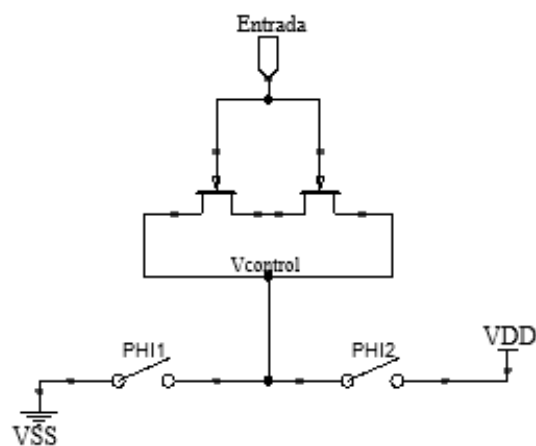 Entrada
Vcontrol
PHI1
PHI2
VDD
VSS